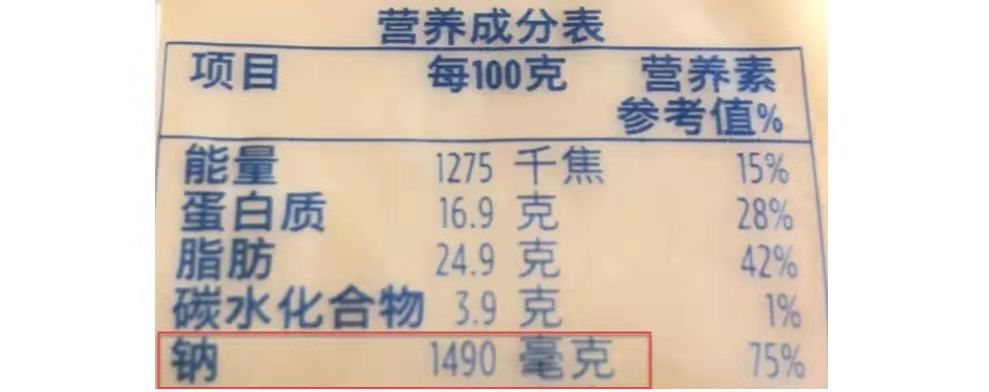 营养成分表
项目 每100克 营养素
参考值%
能量 1275 千焦 15%
蛋白质 16.9 克 28%
脂肪 24.9 克 42%
碳水化合物 3.9 克 1%
钠 1490 毫克 75%